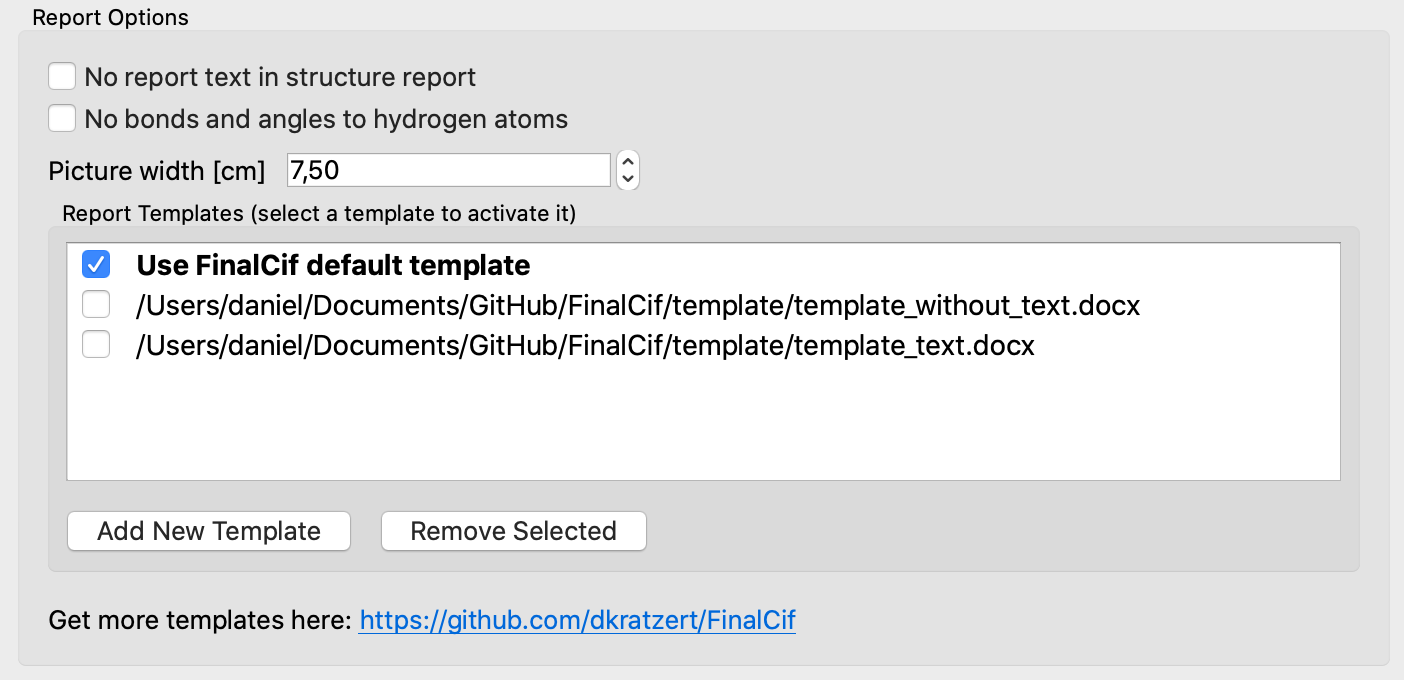 Report Options
No report text in structure report
No bonds and angles to hydrogen atoms
Picture width [cm] 7,50
Report Templates (select a template to activate it)
Use FinalCif default template
/Users/daniel/Documents/GitHub/FinalCif/template/template_without_text.docx
/Users/daniel/Documents/GitHub/FinalCif/template/template_text.docx
Add New Template Remove Selected
Get more templates here: https://github.com/dkratzert/FinalCif